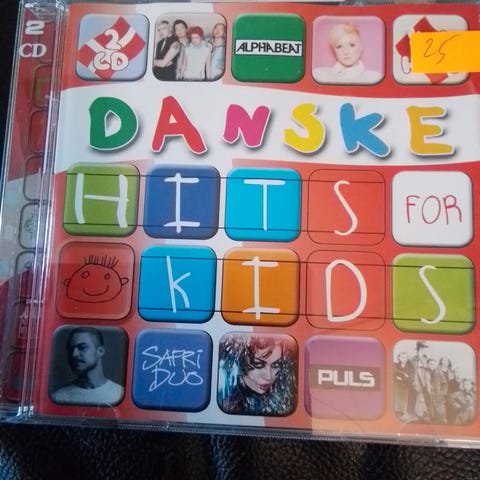 2
CD
2
CD
ALPHABEAT
25
DANSKE
HITS FOR
KIDS
SAFRI
DUO
PULS